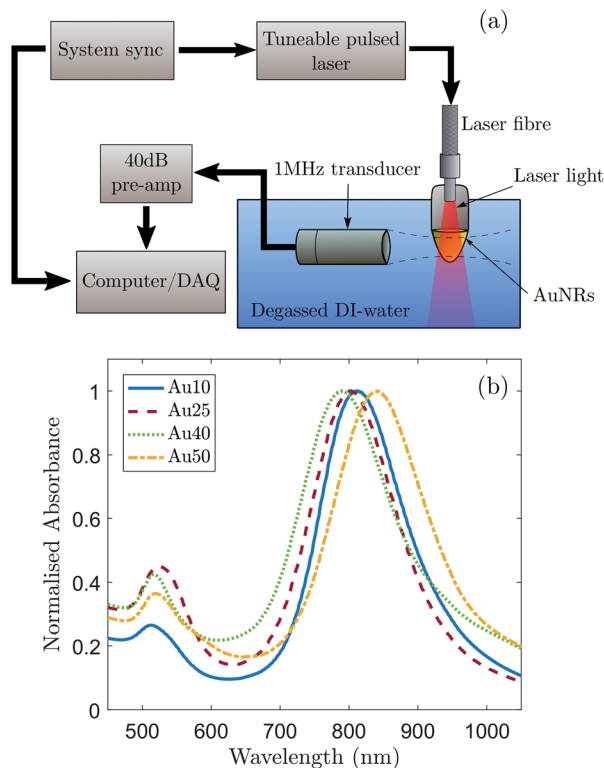 (a)
System sync
Tuneable pulsed
laser
Laser fibre
40dB
pre-amp
1MHz transducer
Laser light
Computer/DAQ
Degassed DI-water
AuNRs
(b)
Au10
Au25
Au40
Au50
Normalised Absorbance
1
0.8
0.6
0.4
0.2
0
500 600 700 800 900 1000
Wavelength (nm)